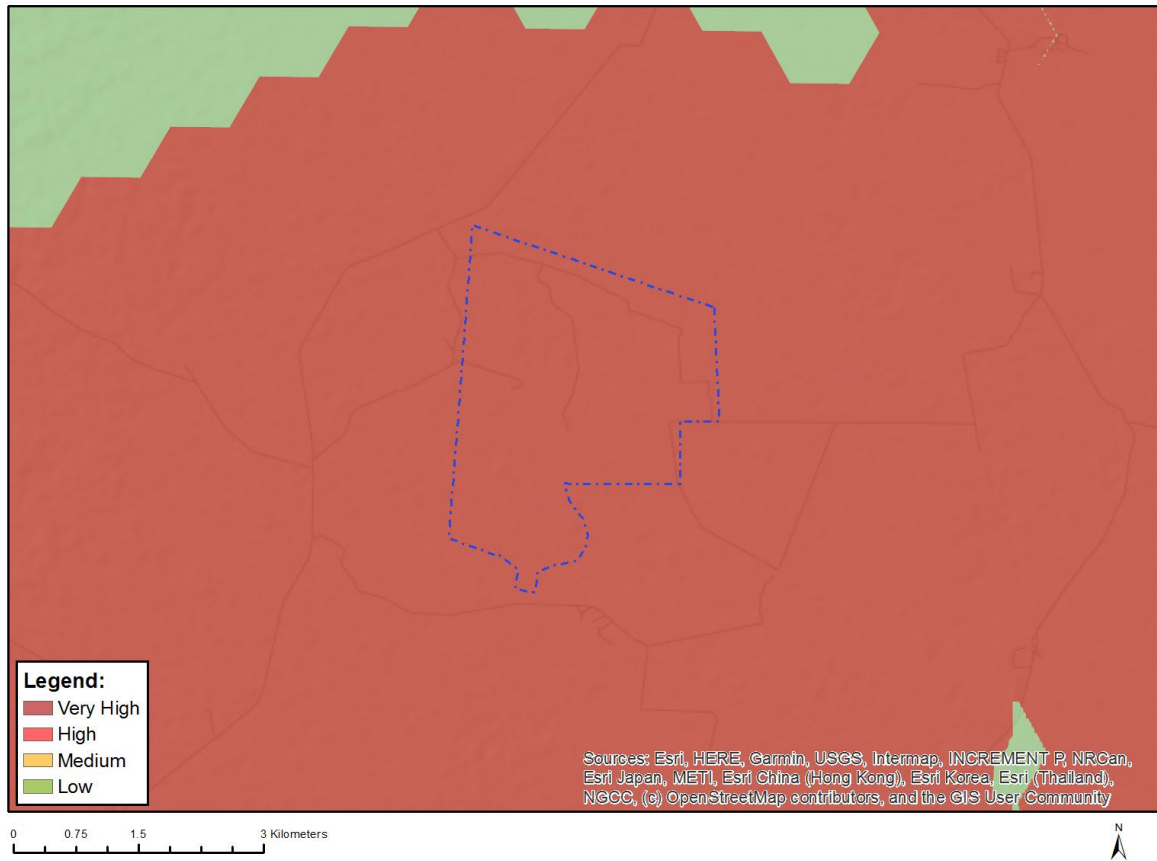 Legend:
Very High
High
Medium
Low
Sources: Esri, HERE, Garmin, USGS, Intermap, INCREMENT P, NRCan,
Esri Japan, METI, Esri China (Hong Kong), Esri Korea, Esri (Thailand),
NGCC, (c) OpenStreetMap contributors, and the GIS User Community
0 0.75 1.5 3 Kilometers
N